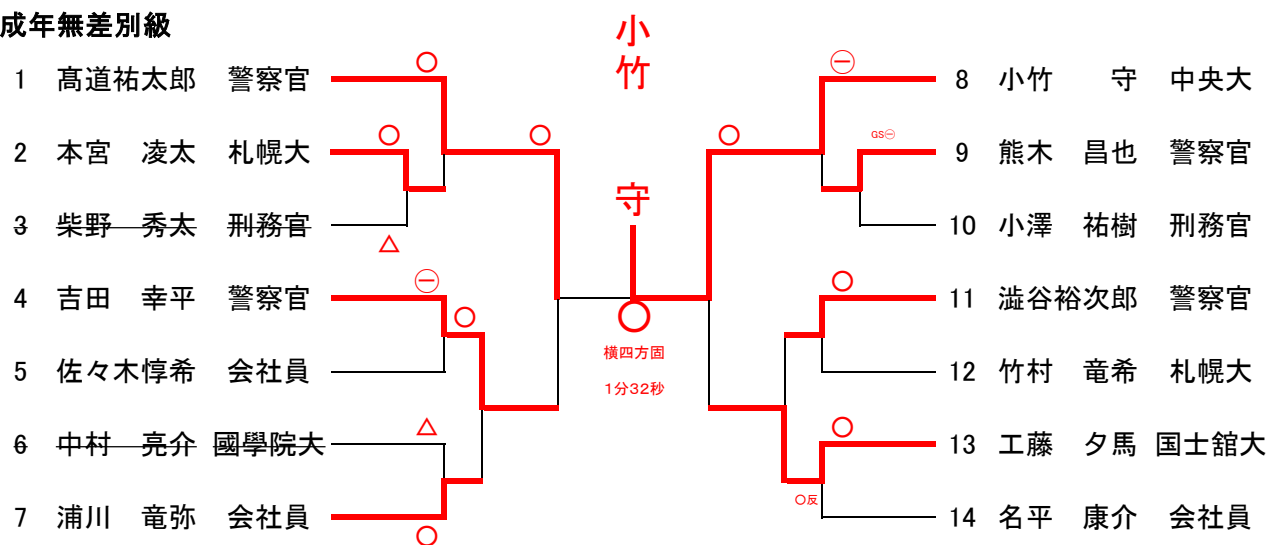 成年無差別級
1 髙道祐太郎 警察官
2 本宮 凌太 札幌大
3 柴野 秀太 刑務官
4 吉田 幸平 警察官
5 佐々木惇希 会社員
6 中村 亮介 國學院大
7 浦川 竜弥 会社員
小竹 守
横四方固
1分32秒
8 小竹 守 中央大
GS㊀
9 熊木 昌也 警察官
10 小澤 祐樹 刑務官
11 澁谷裕次郎 警察官
12 竹村 竜希 札幌大
13 工藤 夕馬 国士舘大
〇反
14 名平 康介 会社員